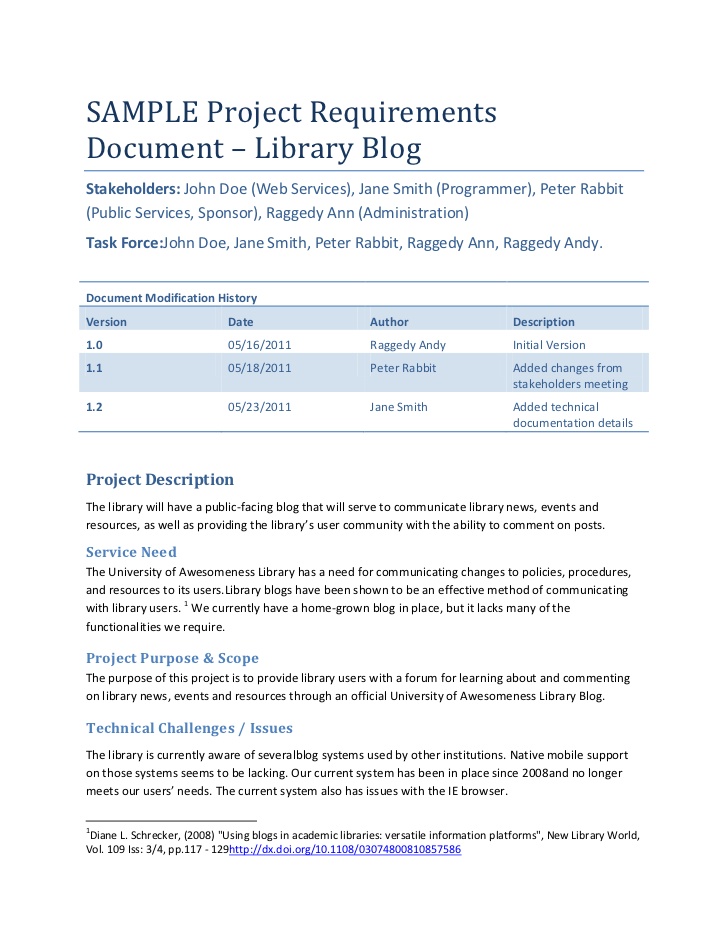 SAMPLE Project Requirements
Document – Library Blog
Stakeholders: John Doe (Web Services), Jane Smith (Programmer), Peter Rabbit
(Public Services, Sponsor), Raggedy Ann (Administration)
Task Force:John Doe, Jane Smith, Peter Rabbit, Raggedy Ann, Raggedy Andy.
Document Modification History
Version Date Author Description
1.0 05/16/2011 Raggedy Andy Initial Version
1.1 05/18/2011 Peter Rabbit Added changes from
stakeholders meeting
1.2 05/23/2011 Jane Smith Added technical
documentation details
Project Description
The library will have a public-facing blog that will serve to communicate library news, events and
resources, as well as providing the library’s user community with the ability to comment on posts.
Service Need
The University of Awesomeness Library has a need for communicating changes to policies, procedures,
and resources to its users.Library blogs have been shown to be an effective method of communicating
with library users. 1 We currently have a home-grown blog in place, but it lacks many of the
functionalities we require.
Project Purpose & Scope
The purpose of this project is to provide library users with a forum for learning about and commenting
on library news, events and resources through an official University of Awesomeness Library Blog.
Technical Challenges / Issues
The library is currently aware of severalblog systems used by other institutions. Native mobile support
on those systems seems to be lacking. Our current system has been in place since 2008and no longer
meets our users’ needs. The current system also has issues with the IE browser.
1Diane L. Schrecker, (2008) "Using blogs in academic libraries: versatile information platforms", New Library World,
Vol. 109 Iss: 3/4, pp.117 - 129http://dx.doi.org/10.1108/03074800810857586